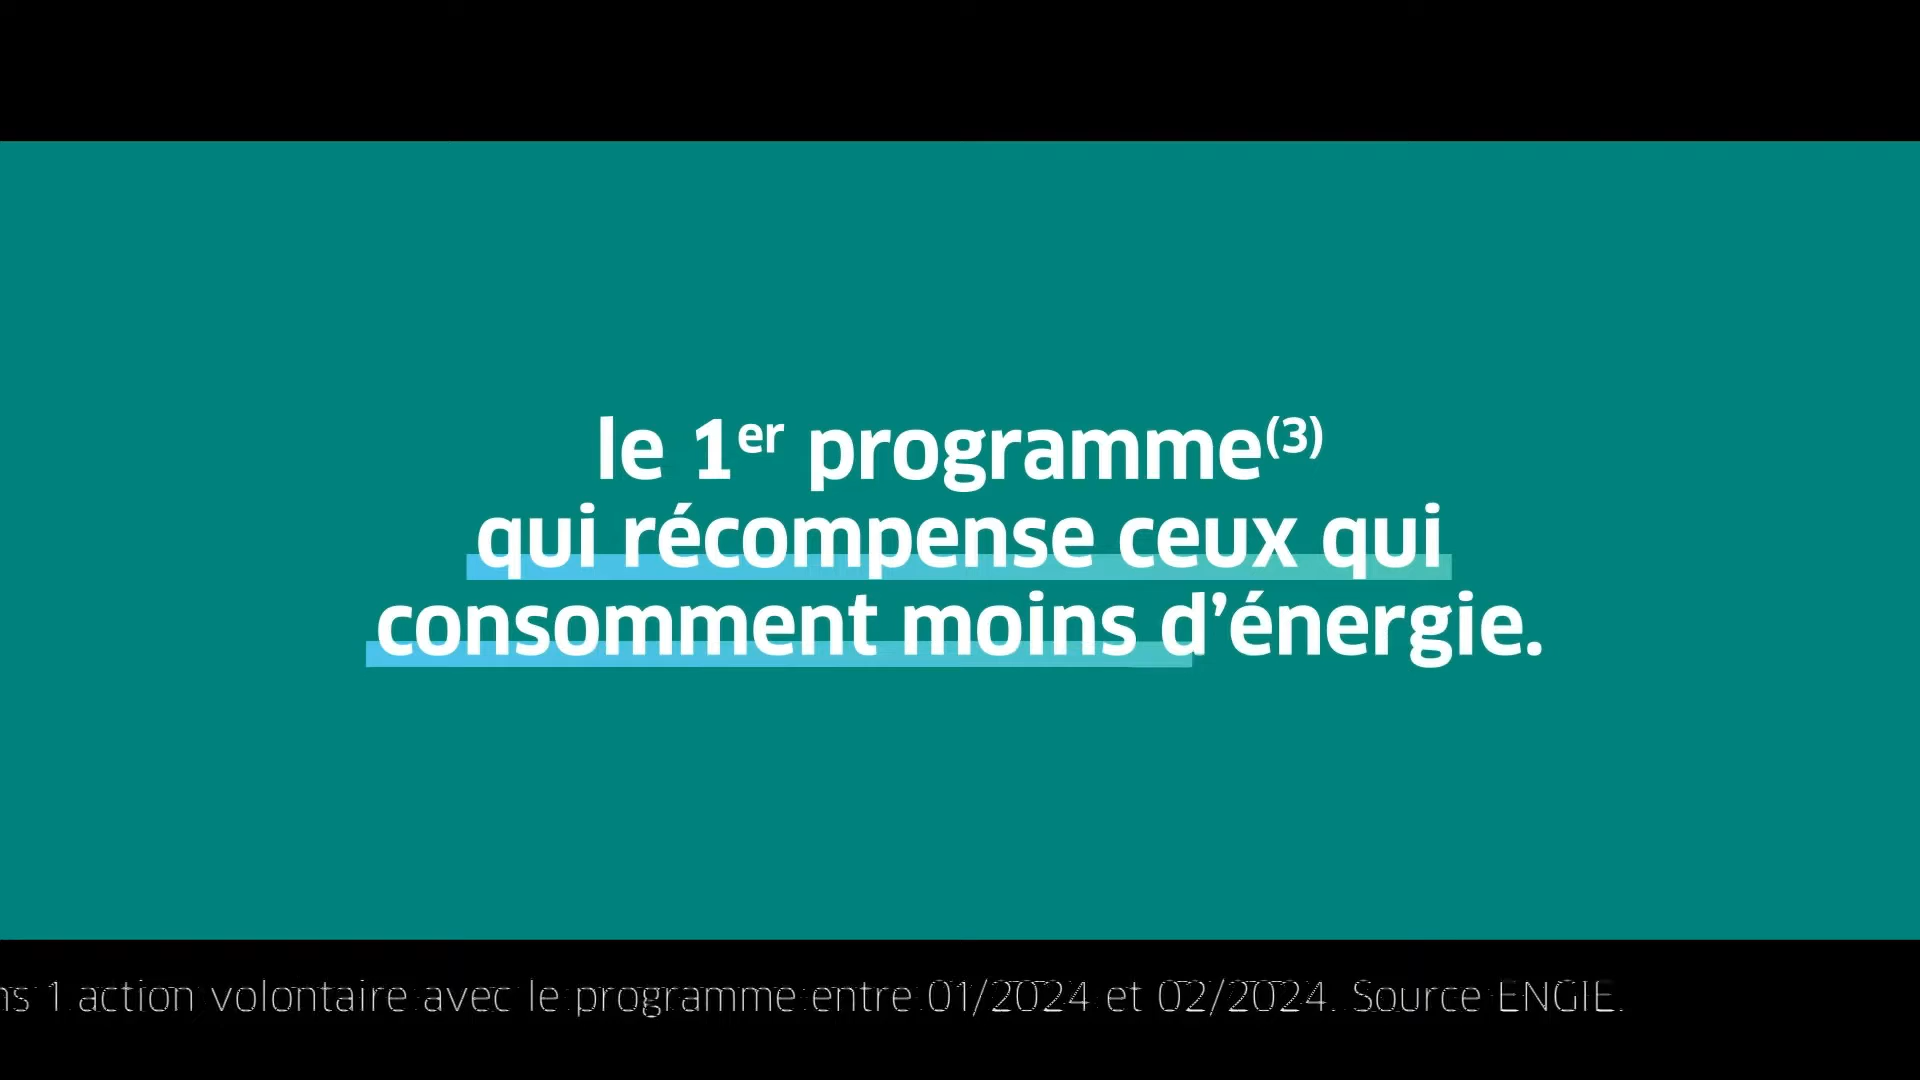 le 1er programme(3)
qui récompense ceux qui
consomment moins d’énergie.
1 action volontaire avec le programme entre 01/2024 et 02/2024. Source ENGIE.